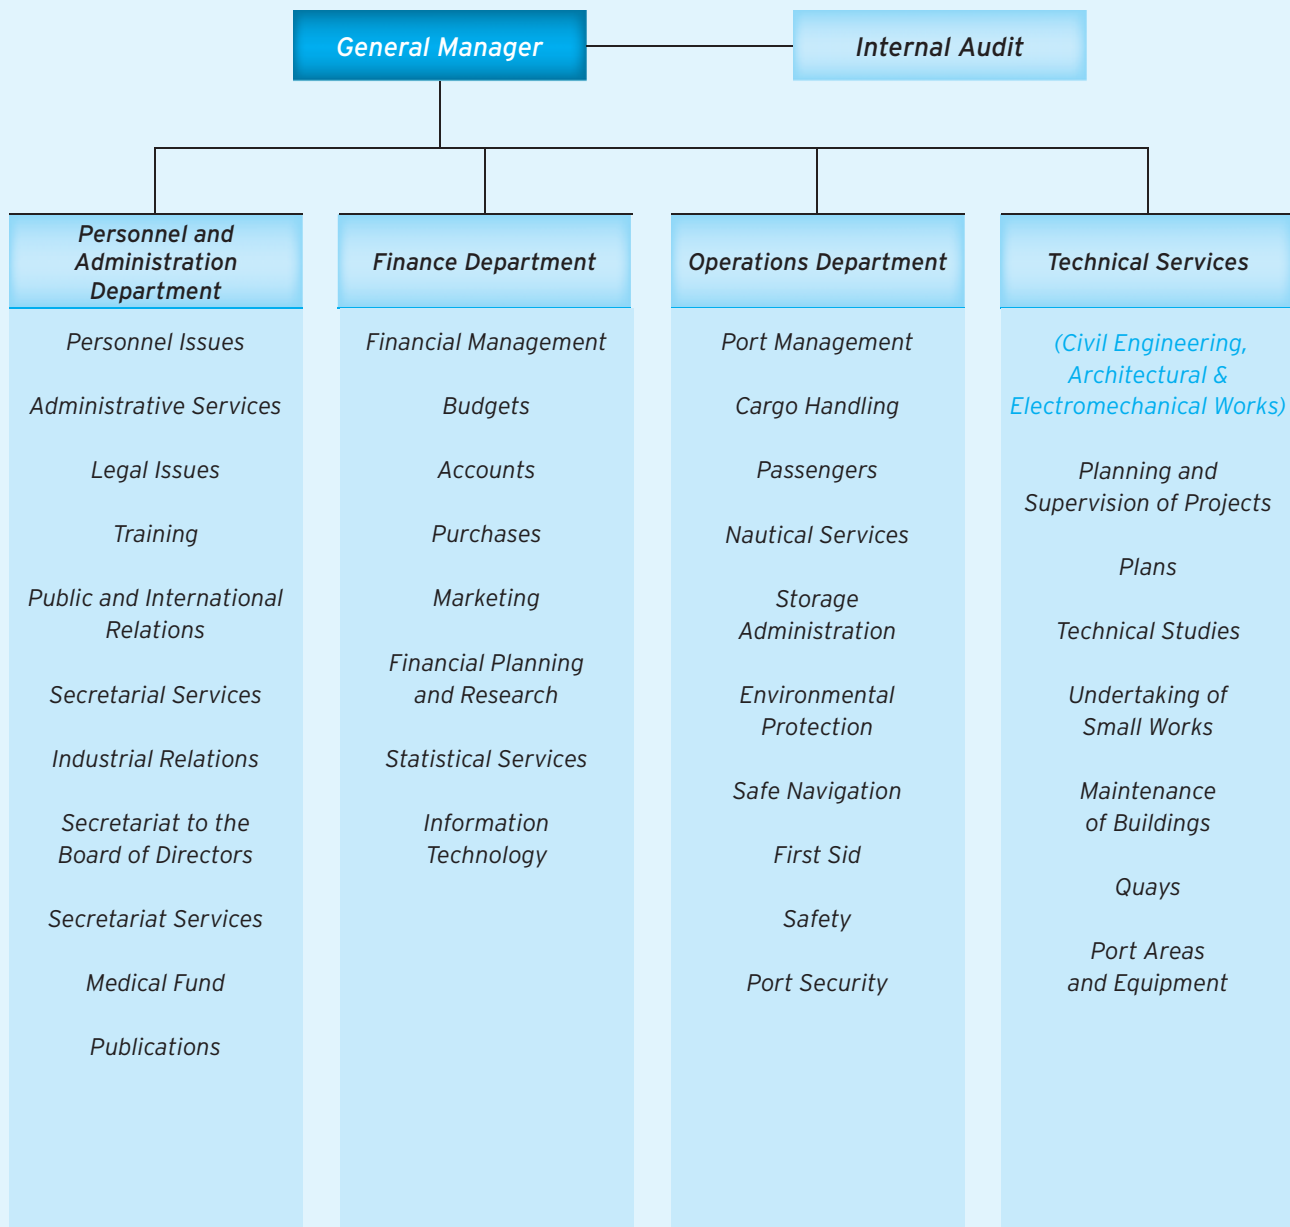 General Manager
Internal Audit
Personnel and
Administration
Department
Personnel Issues
Administrative Services
Legal Issues
Training
Public and International
Relations
Secretarial Services
Industrial Relations
Secretariat to the
Board of Directors
Secretariat Services
Medical Fund
Publications
Finance Department
Financial Management
Budgets
Accounts
Purchases
Marketing
Financial Planning
and Research
Statistical Services
Information
Technology
Operations Department
Port Management
Cargo Handling
Passengers
Nautical Services
Storage
Administration
Environmental
Protection
Safe Navigation
First Sid
Safety
Port Security
Technical Services
(Civil Engineering,
Architectural &
Electromechanical Works)
Planning and
Supervision of Projects
Plans
Technical Studies
Undertaking of
Small Works
Maintenance
of Buildings
Quays
Port Areas
and Equipment